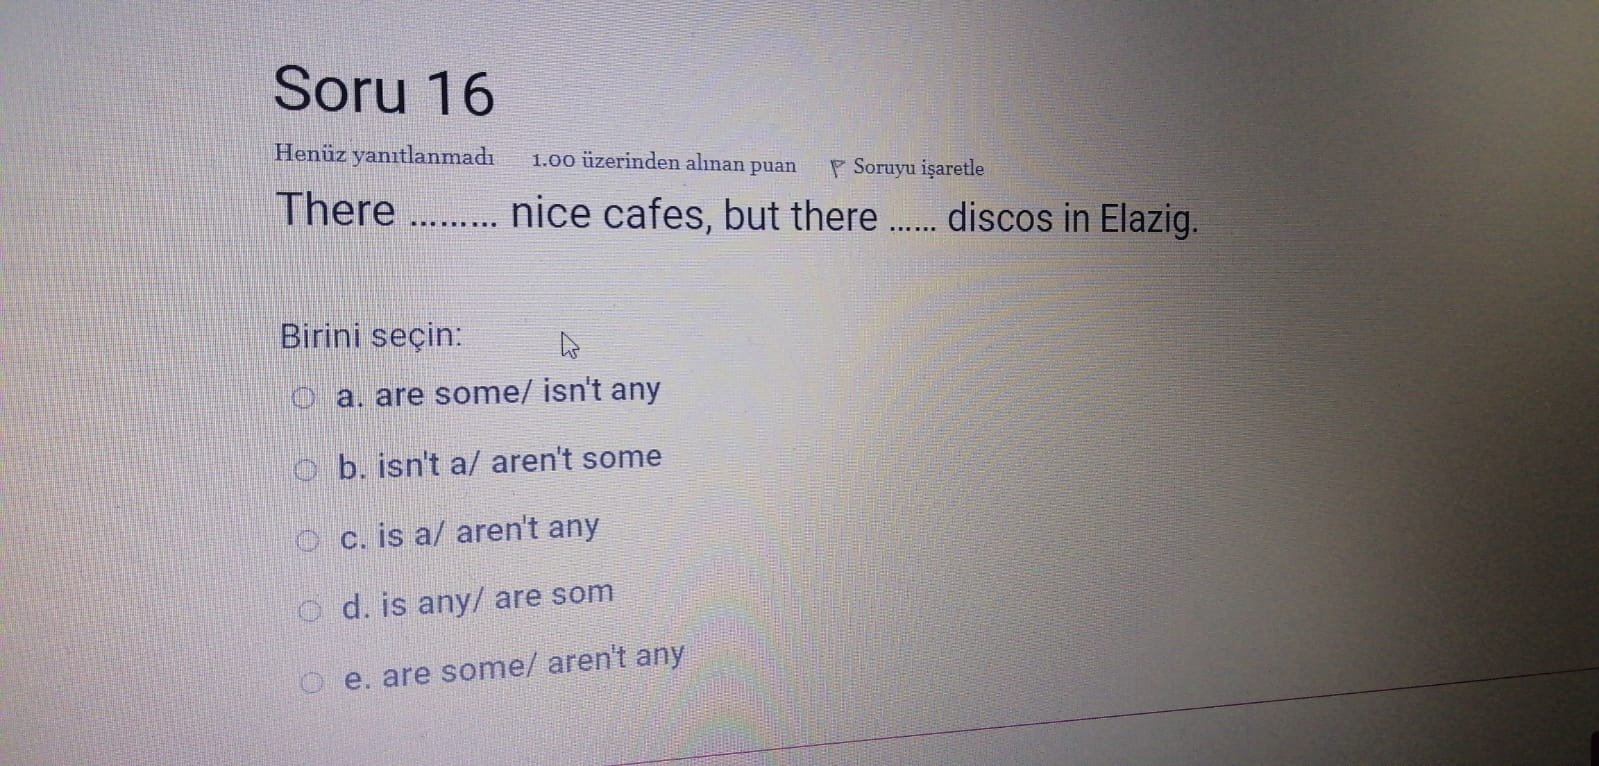 Soru 16
Henüz yanıtlanmadı 1.00 üzerinden alınan puan Soruyu işaretle
There ......... nice cafes, but there ...... discos in Elazig.
Birini seçin:
a. are some/ isn't any
b. isn't a/ aren't some
c. is a/ aren't any
d. is any/ are som
e. are some/ aren't any